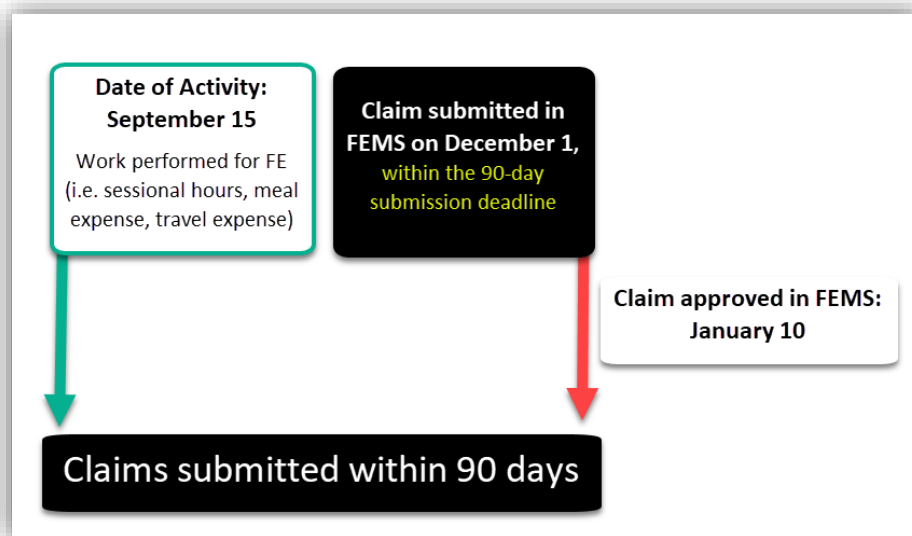 Date of Activity:
September 15
Work performed for FE
(i.e. sessional hours, meal
expense, travel expense)
Claim submitted in
FEMS on December 1,
within the 90-day
submission deadline
Claim approved in FEMS:
January 10
Claims submitted within 90 days